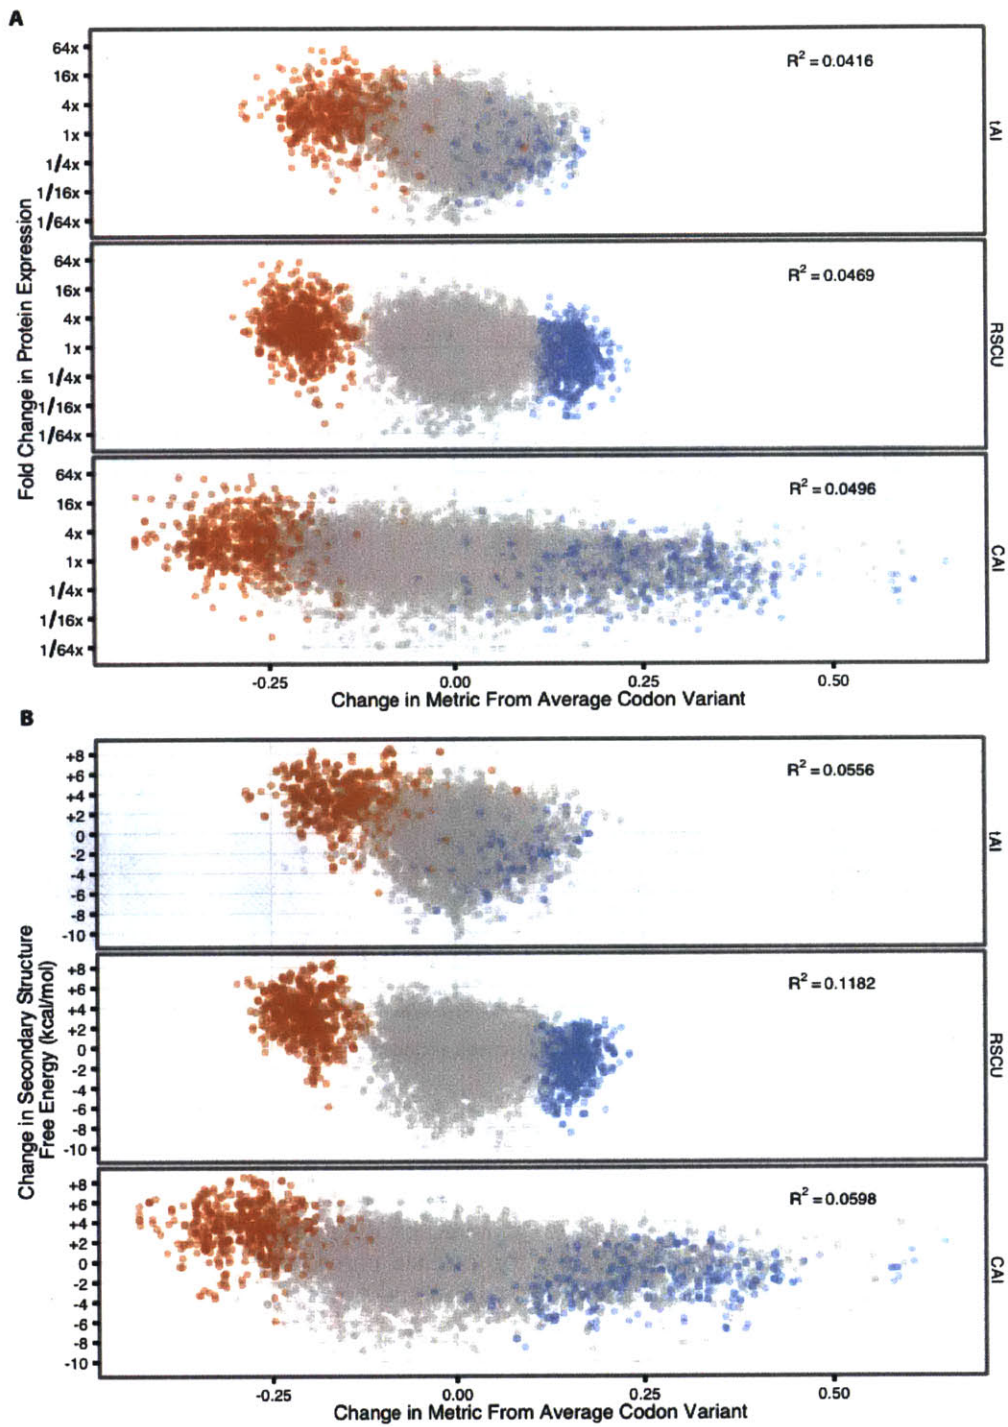 A
Fold Change in Protein Expression
64x
16x
4x
1x
1/4x
1/16x
1/64x
R² = 0.0416
tAI
64x
16x
4x
1x
1/4x
1/16x
1/64x
R² = 0.0469
RSCU
64x
16x
4x
1x
1/4x
1/16x
1/64x
R² = 0.0496
CAI
-0.25
0.00
0.25
0.50
Change in Metric From Average Codon Variant
B
Change in Secondary Structure
Free Energy (kcal/mol)
+8
+6
+4
+2
0
-2
-4
-6
-8
-10
R² = 0.0556
tAI
+8
+6
+4
+2
0
-2
-4
-6
-8
-10
R² = 0.1182
RSCU
+8
+6
+4
+2
0
-2
-4
-6
-8
-10
R² = 0.0598
CAI
-0.25
0.00
0.25
0.50
Change in Metric From Average Codon Variant